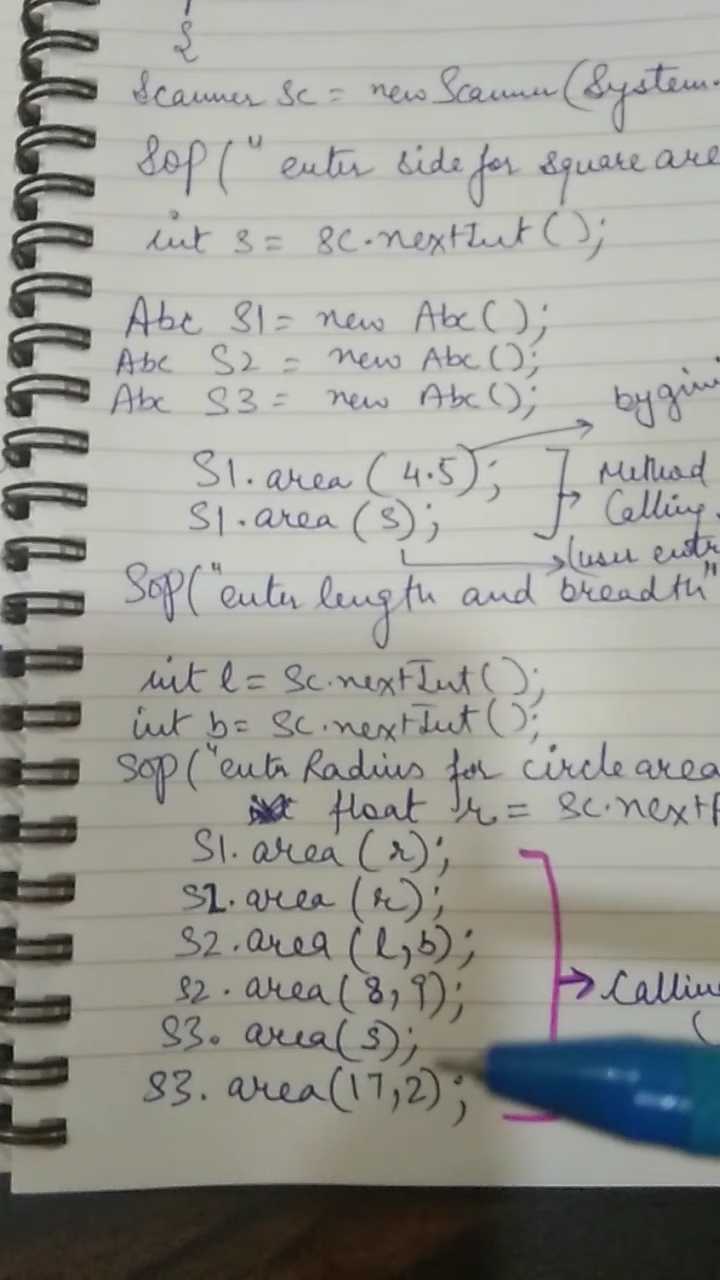 {
Scanner sc = new Scanner(System.
Sop(" enter side for square are
int s = sc.nextInt();
Abc S1 = new Abc();
Abc S2 = new Abc();
Abc S3 = new Abc();
by givi
S1.area (4.5);
Method
S1.area (s);
Calling.
(user entr
Sop("enter length and breadth"
int l = sc.nextInt();
int b = sc.nextInt();
Sop("enter Radius for circle area
float r = sc.nextf
S1.area (r);
S1.area (r);
S2.area (l,b);
S2.area (8,9);
Callin
(
S3.area(s);
S3.area(17,2);